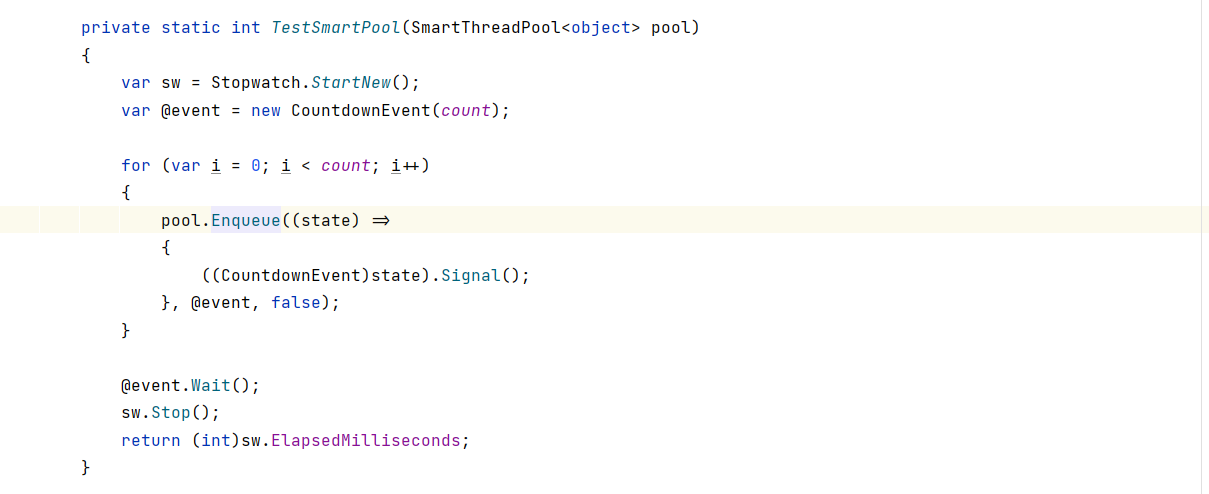 private static int TestSmartPool(SmartThreadPool<object> pool)
{
    var sw = Stopwatch.StartNew();
    var @event = new CountdownEvent(count);

    for (var i = 0; i < count; i++)
    {
        pool.Enqueue((state) =>
        {
            ((CountdownEvent)state).Signal();
        }, @event, false);
    }

    @event.Wait();
    sw.Stop();
    return (int)sw.ElapsedMilliseconds;
}